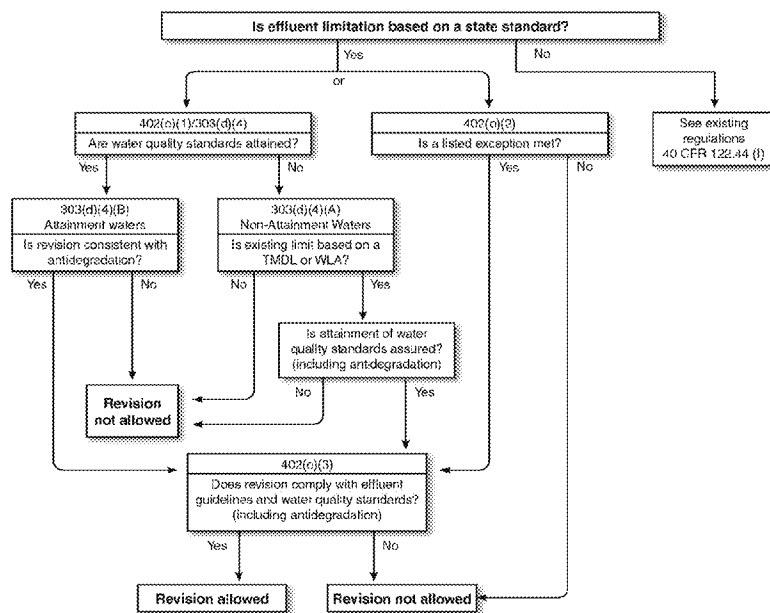 Is effluent limitation based on a state standard?
Yes
No
or
402(o)(1)/303(d)(4)
Are water quality standards attained?
402(o)(2)
Is a listed exception met?
See existing
regulations
40 CFR 122.44 (l)
Yes
No
Yes
No
303(d)(4)(B)
Attainment waters
Is revision consistent with
antidegradation?
303(d)(4)(A)
Non-Attainment Waters
Is existing limit based on a
TMDL or WLA?
Yes
No
No
Yes
Is attainment of water
quality standards assured?
(including antidegradation)
No
Yes
Revision
not allowed
402(o)(3)
Does revision comply with effluent
guidelines and water quality standards?
(including antidegradation)
Yes
No
Revision allowed
Revision not allowed